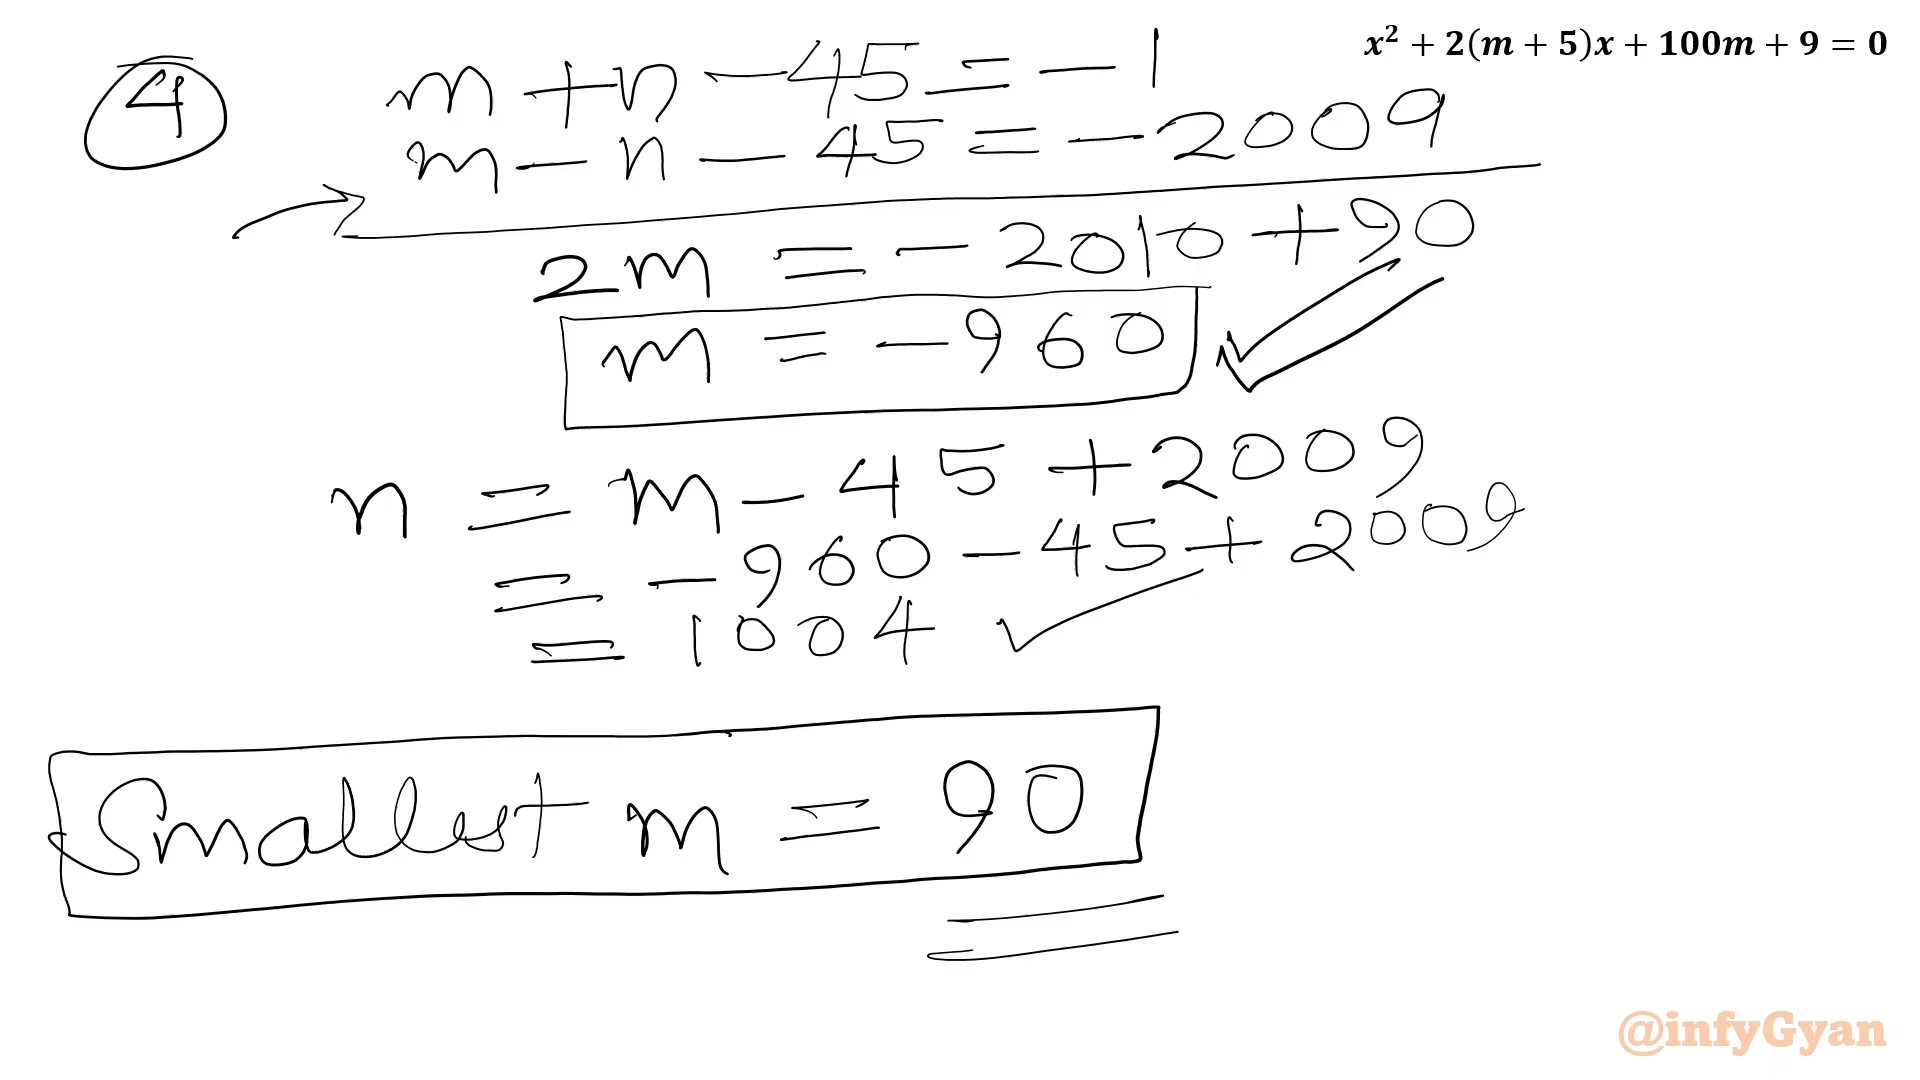 x² + 2(m + 5)x + 100m + 9 = 0
4
m + n - 45 = - 1
m - n - 45 = - 2009
2m = - 2010 + 90
m = - 960
n = m - 45 + 2009
= - 960 - 45 + 2009
= 1004
Smallest m = 90
@infyGyan